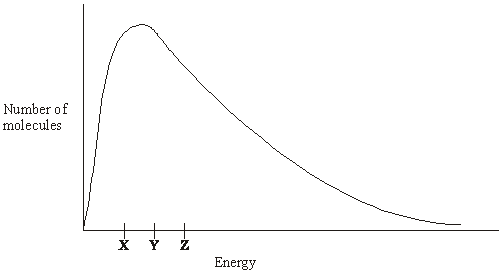 Number of
molecules
X Y Z
Energy